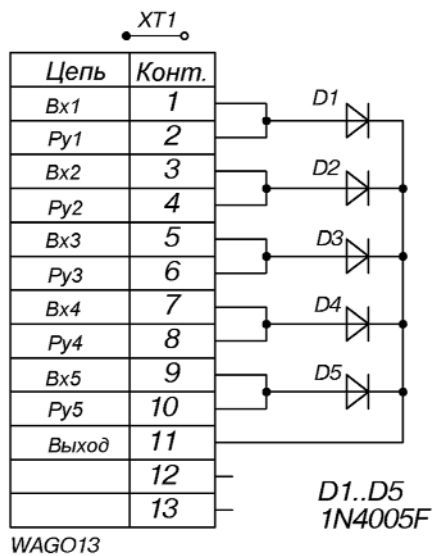 XT1
Цепь Конт.
Вх1 1 D1
Ру1 2
Вх2 3 D2
Ру2 4
Вх3 5 D3
Ру3 6
Вх4 7 D4
Ру4 8
Вх5 9 D5
Ру5 10
Выход 11
12
13
D1..D5
1N4005F
WAGO13